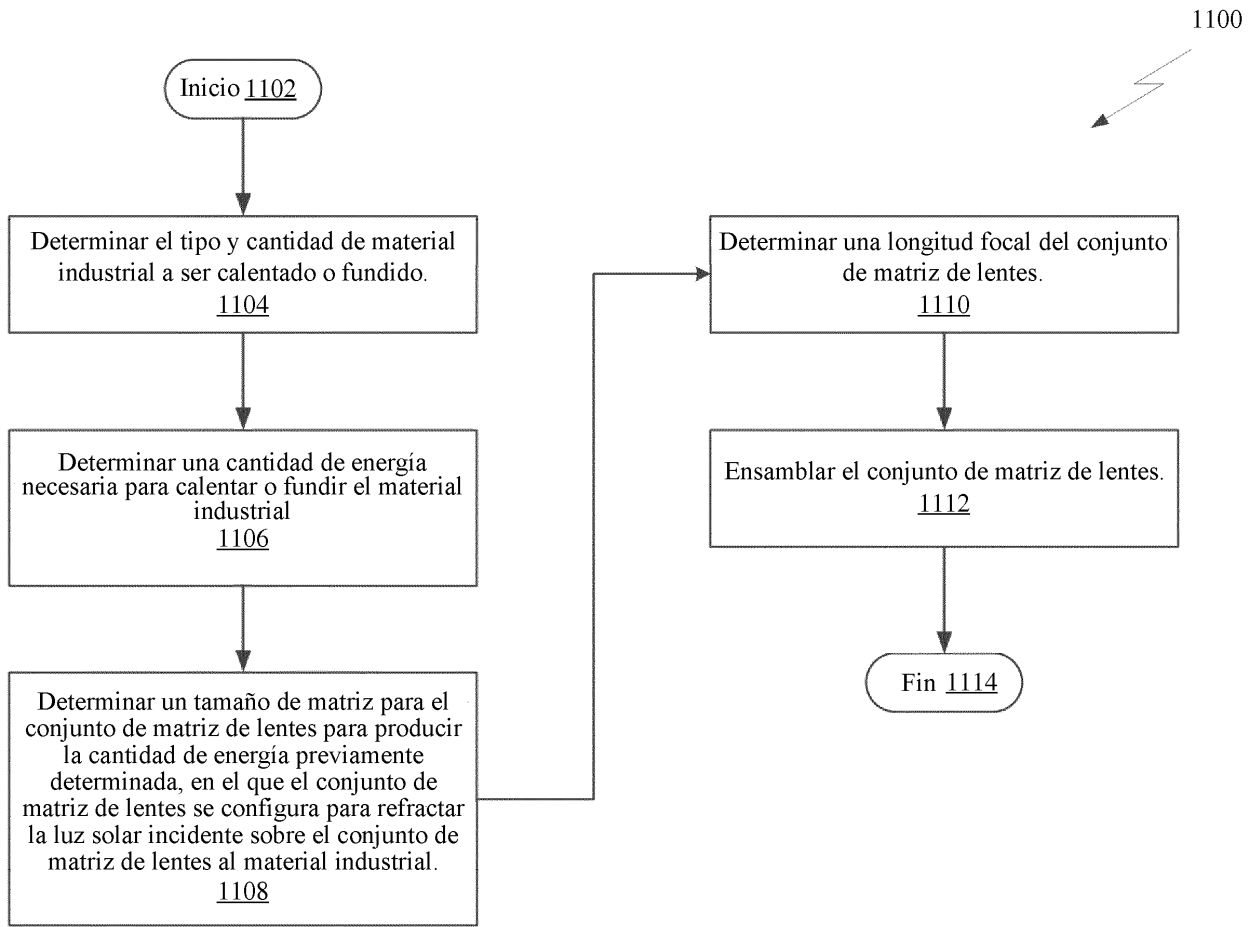 1100
Inicio 1102
Determinar el tipo y cantidad de material
industrial a ser calentado o fundido.
1104
Determinar una cantidad de energía
necesaria para calentar o fundir el material
industrial
1106
Determinar un tamaño de matriz para el
conjunto de matriz de lentes para producir
la cantidad de energía previamente
determinada, en el que el conjunto de
matriz de lentes se configura para refractar
la luz solar incidente sobre el conjunto de
matriz de lentes al material industrial.
1108
Determinar una longitud focal del conjunto
de matriz de lentes.
1110
Ensamblar el conjunto de matriz de lentes.
1112
Fin 1114